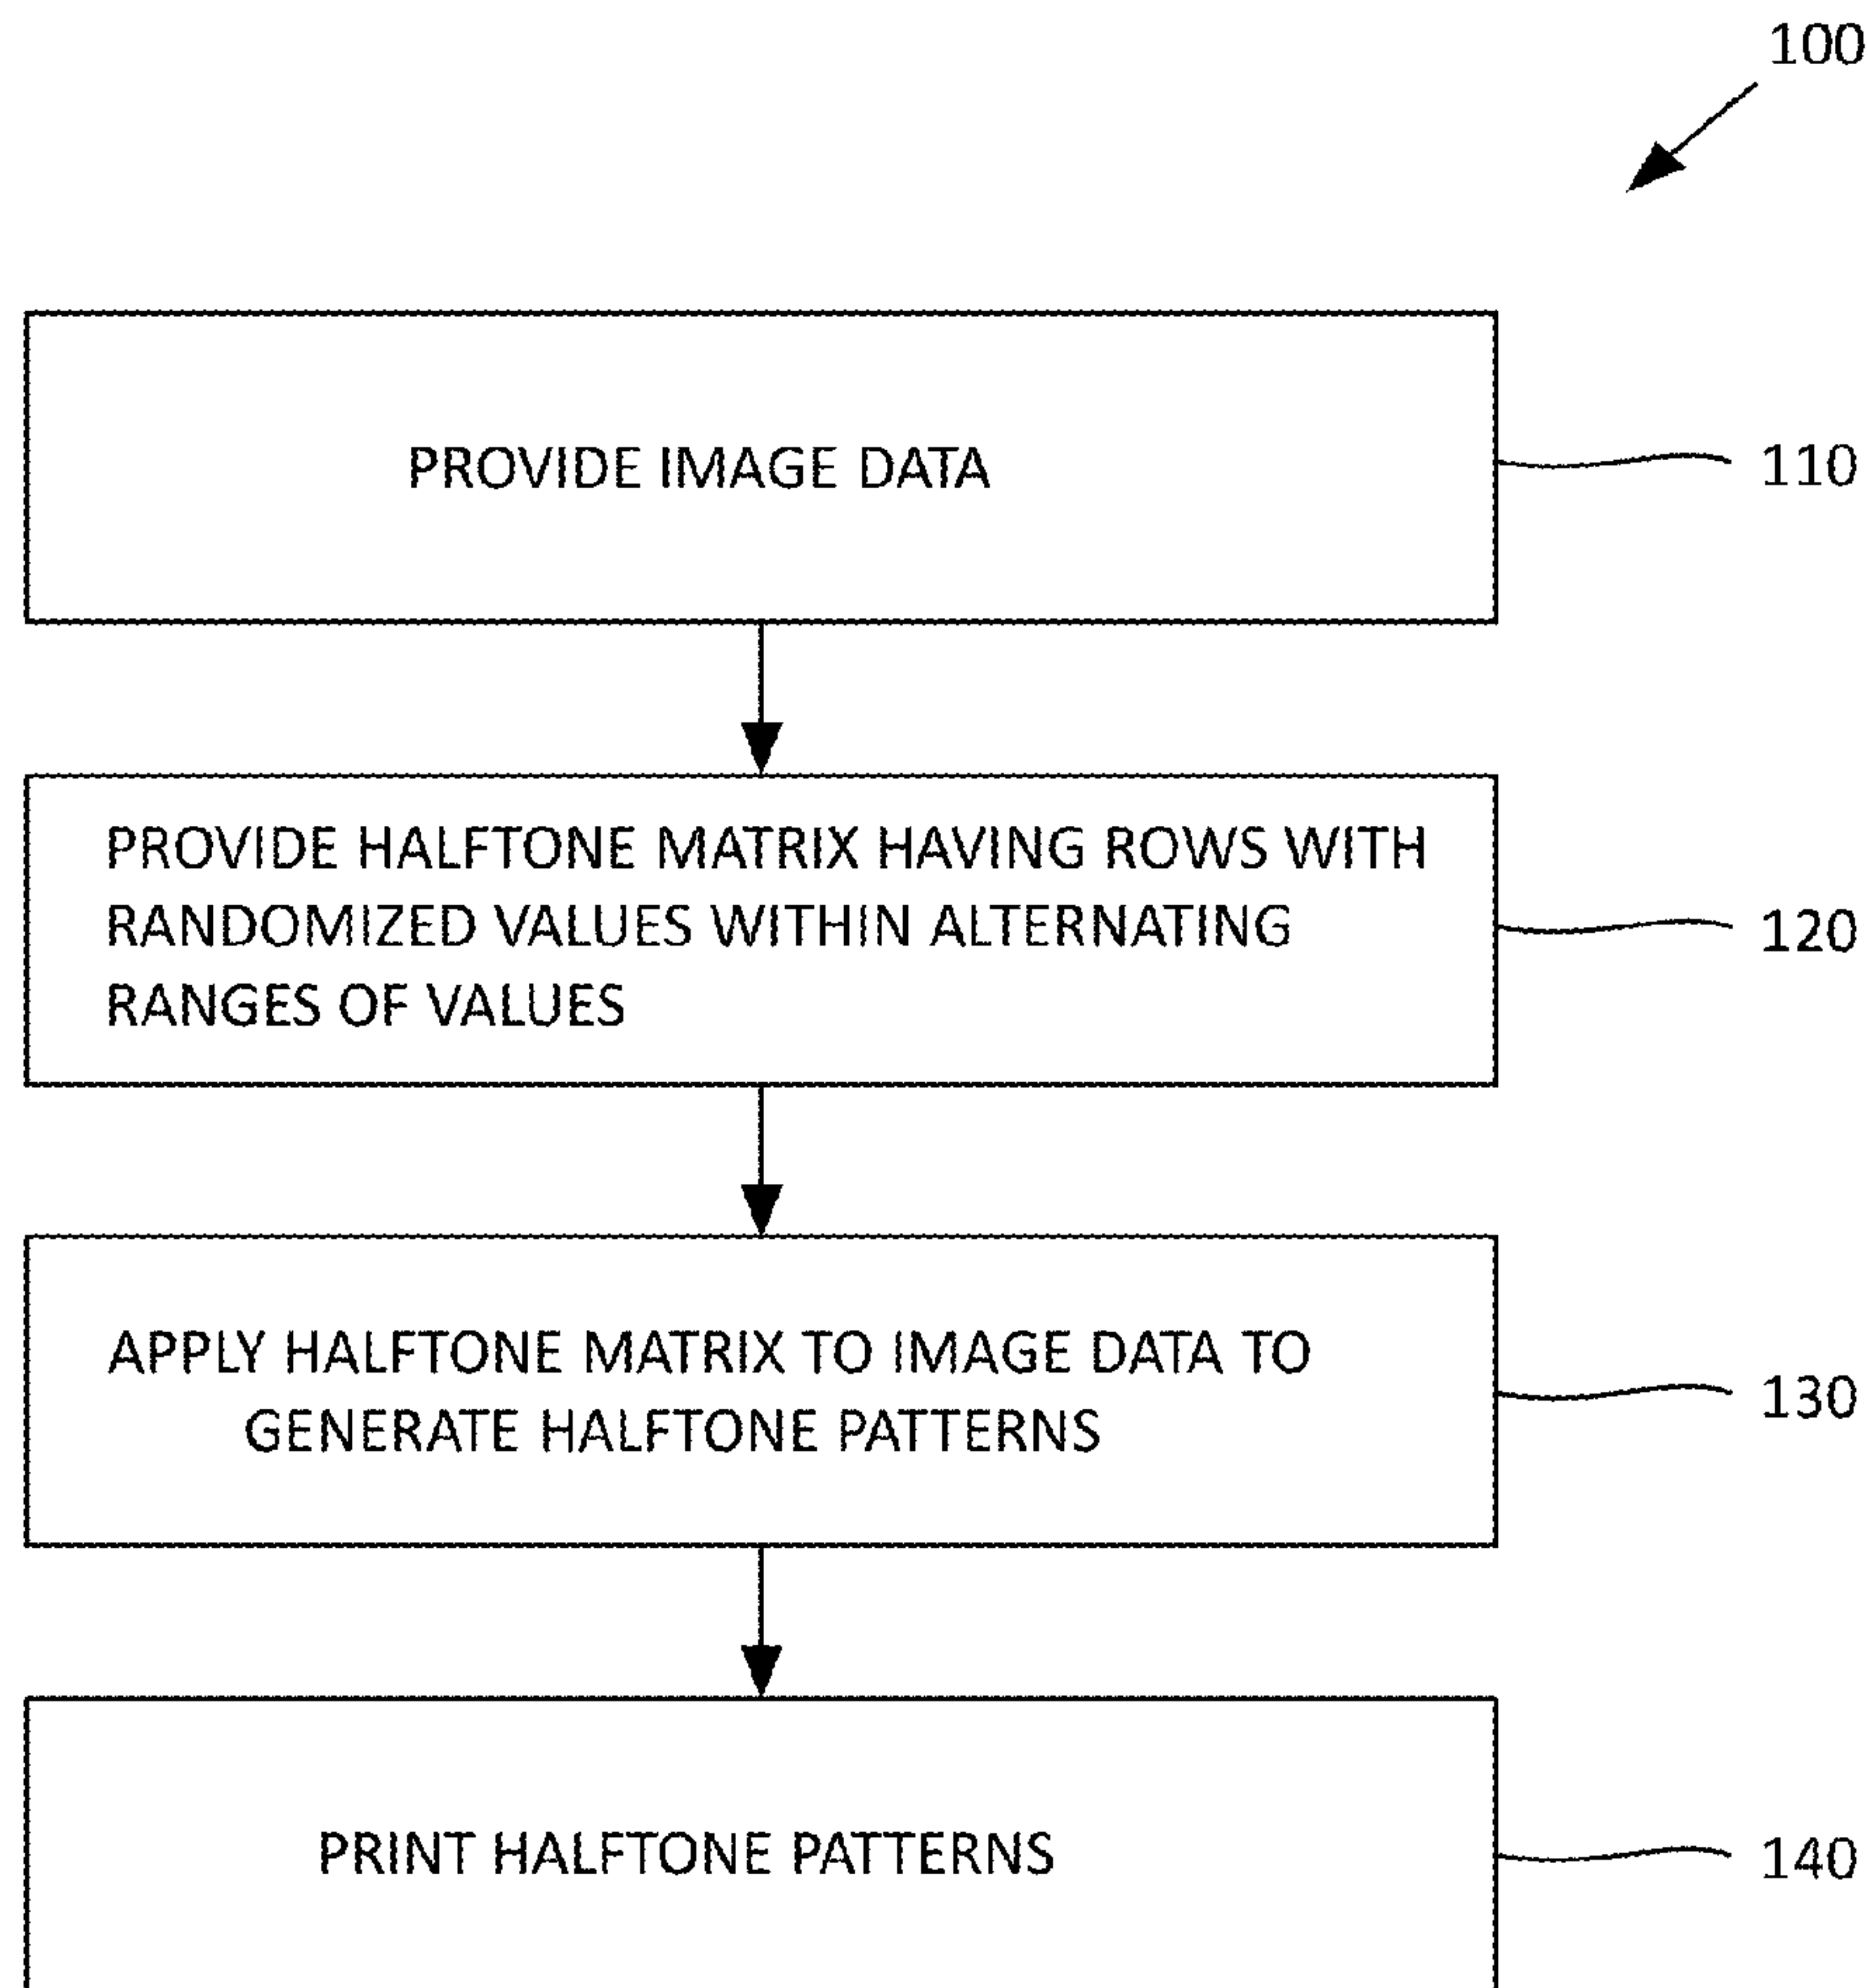 100
PROVIDE IMAGE DATA
110
PROVIDE HALFTONE MATRIX HAVING ROWS WITH
RANDOMIZED VALUES WITHIN ALTERNATING
RANGES OF VALUES
120
APPLY HALFTONE MATRIX TO IMAGE DATA TO
GENERATE HALFTONE PATTERNS
130
PRINT HALFTONE PATTERNS
140